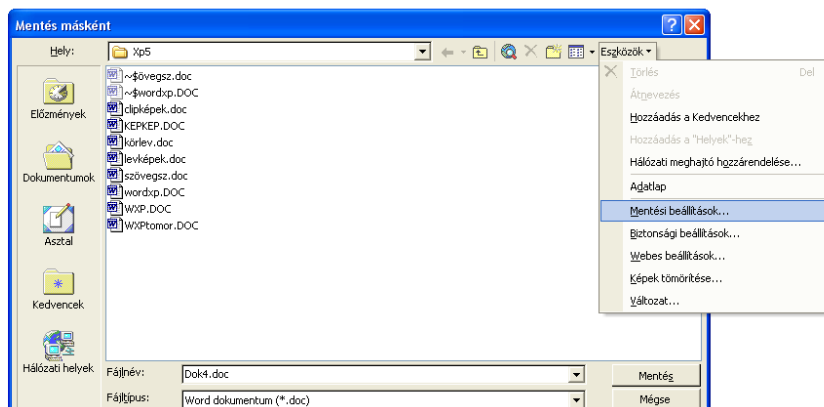 Mentés másként
Hely:
Xp5
Eszközök
~$övegsz.doc
~$wordxp.DOC
clipképek.doc
KEPKEP.DOC
körlev.doc
levképek.doc
szövegsz.doc
wordxp.DOC
WXP.DOC
WXPtomor.DOC
Előzmények
Dokumentumok
Asztal
Kedvencek
Hálózati helyek
Törlés Del
Átnevezés
Hozzáadás a Kedvencekhez
Hozzáadás a "Helyek"-hez
Hálózati meghajtó hozzárendelése...
Adatlap
Mentési beállítások...
Biztonsági beállítások...
Webes beállítások...
Képek tömörítése...
Változat...
Fájlnév:
Dok4.doc
Mentés
Fájltípus:
Word dokumentum (*.doc)
Mégse